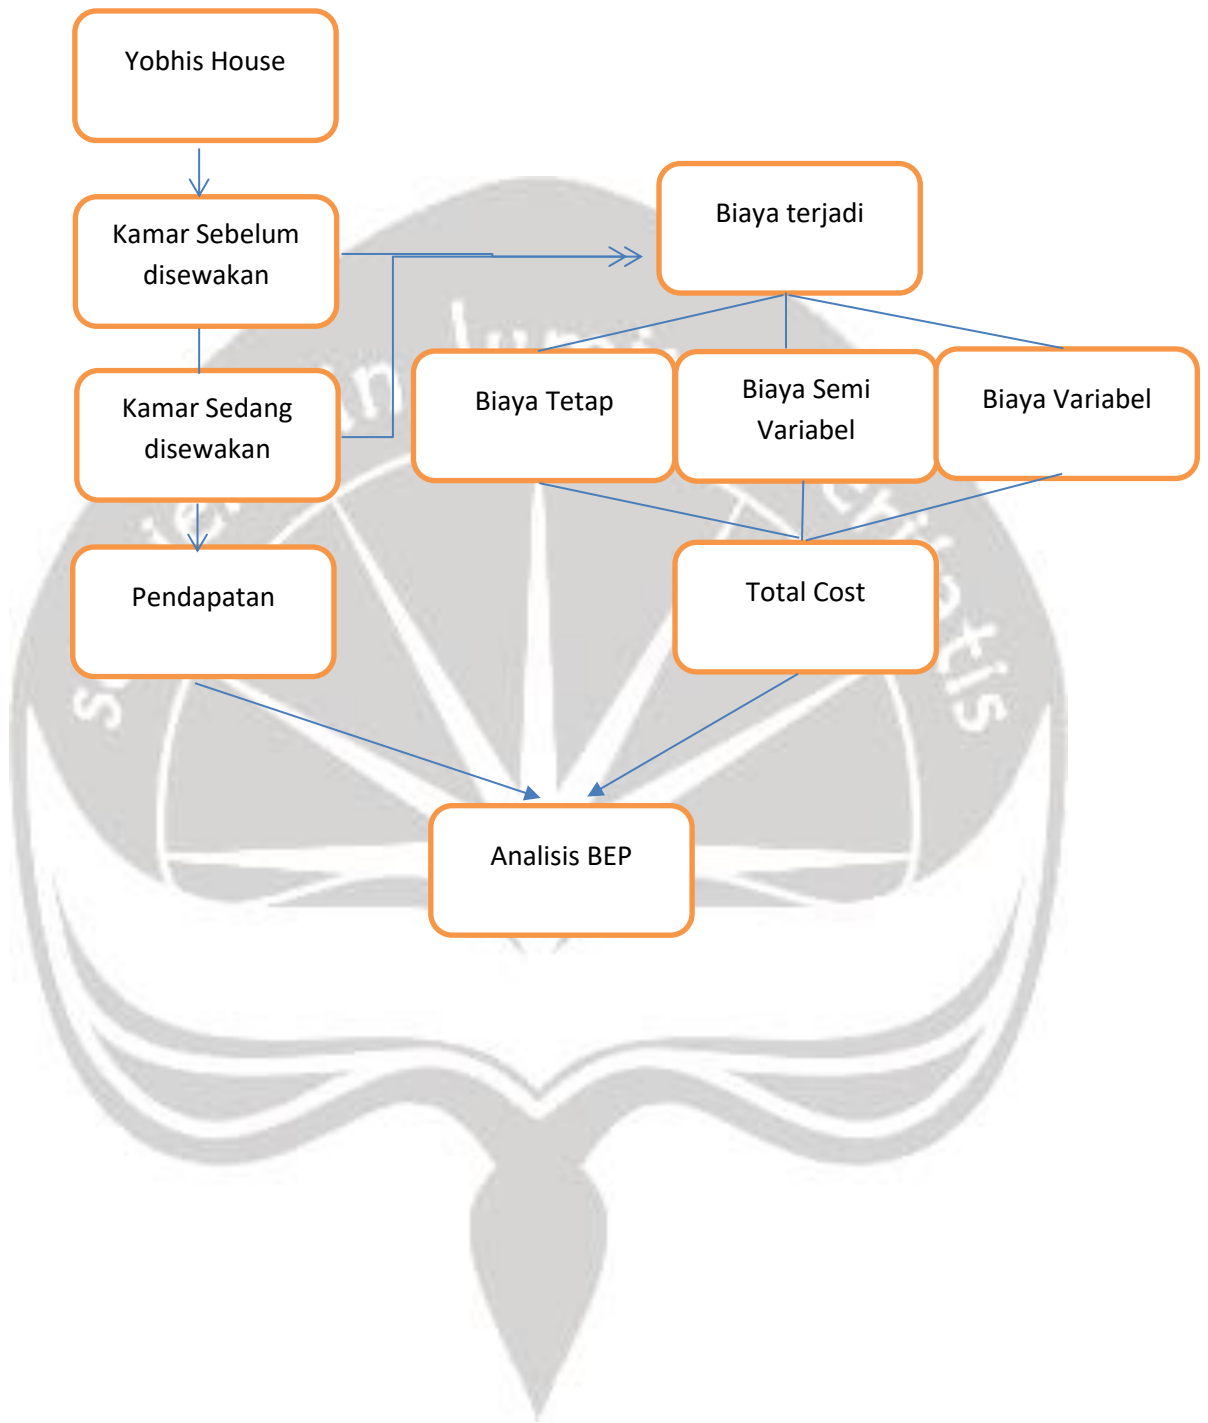 Yobhis House
Kamar Sebelum
disewakan
Biaya terjadi
Kamar Sedang
disewakan
Biaya Tetap
Biaya Semi
Variabel
Biaya Variabel
Pendapatan
Total Cost
Analisis BEP